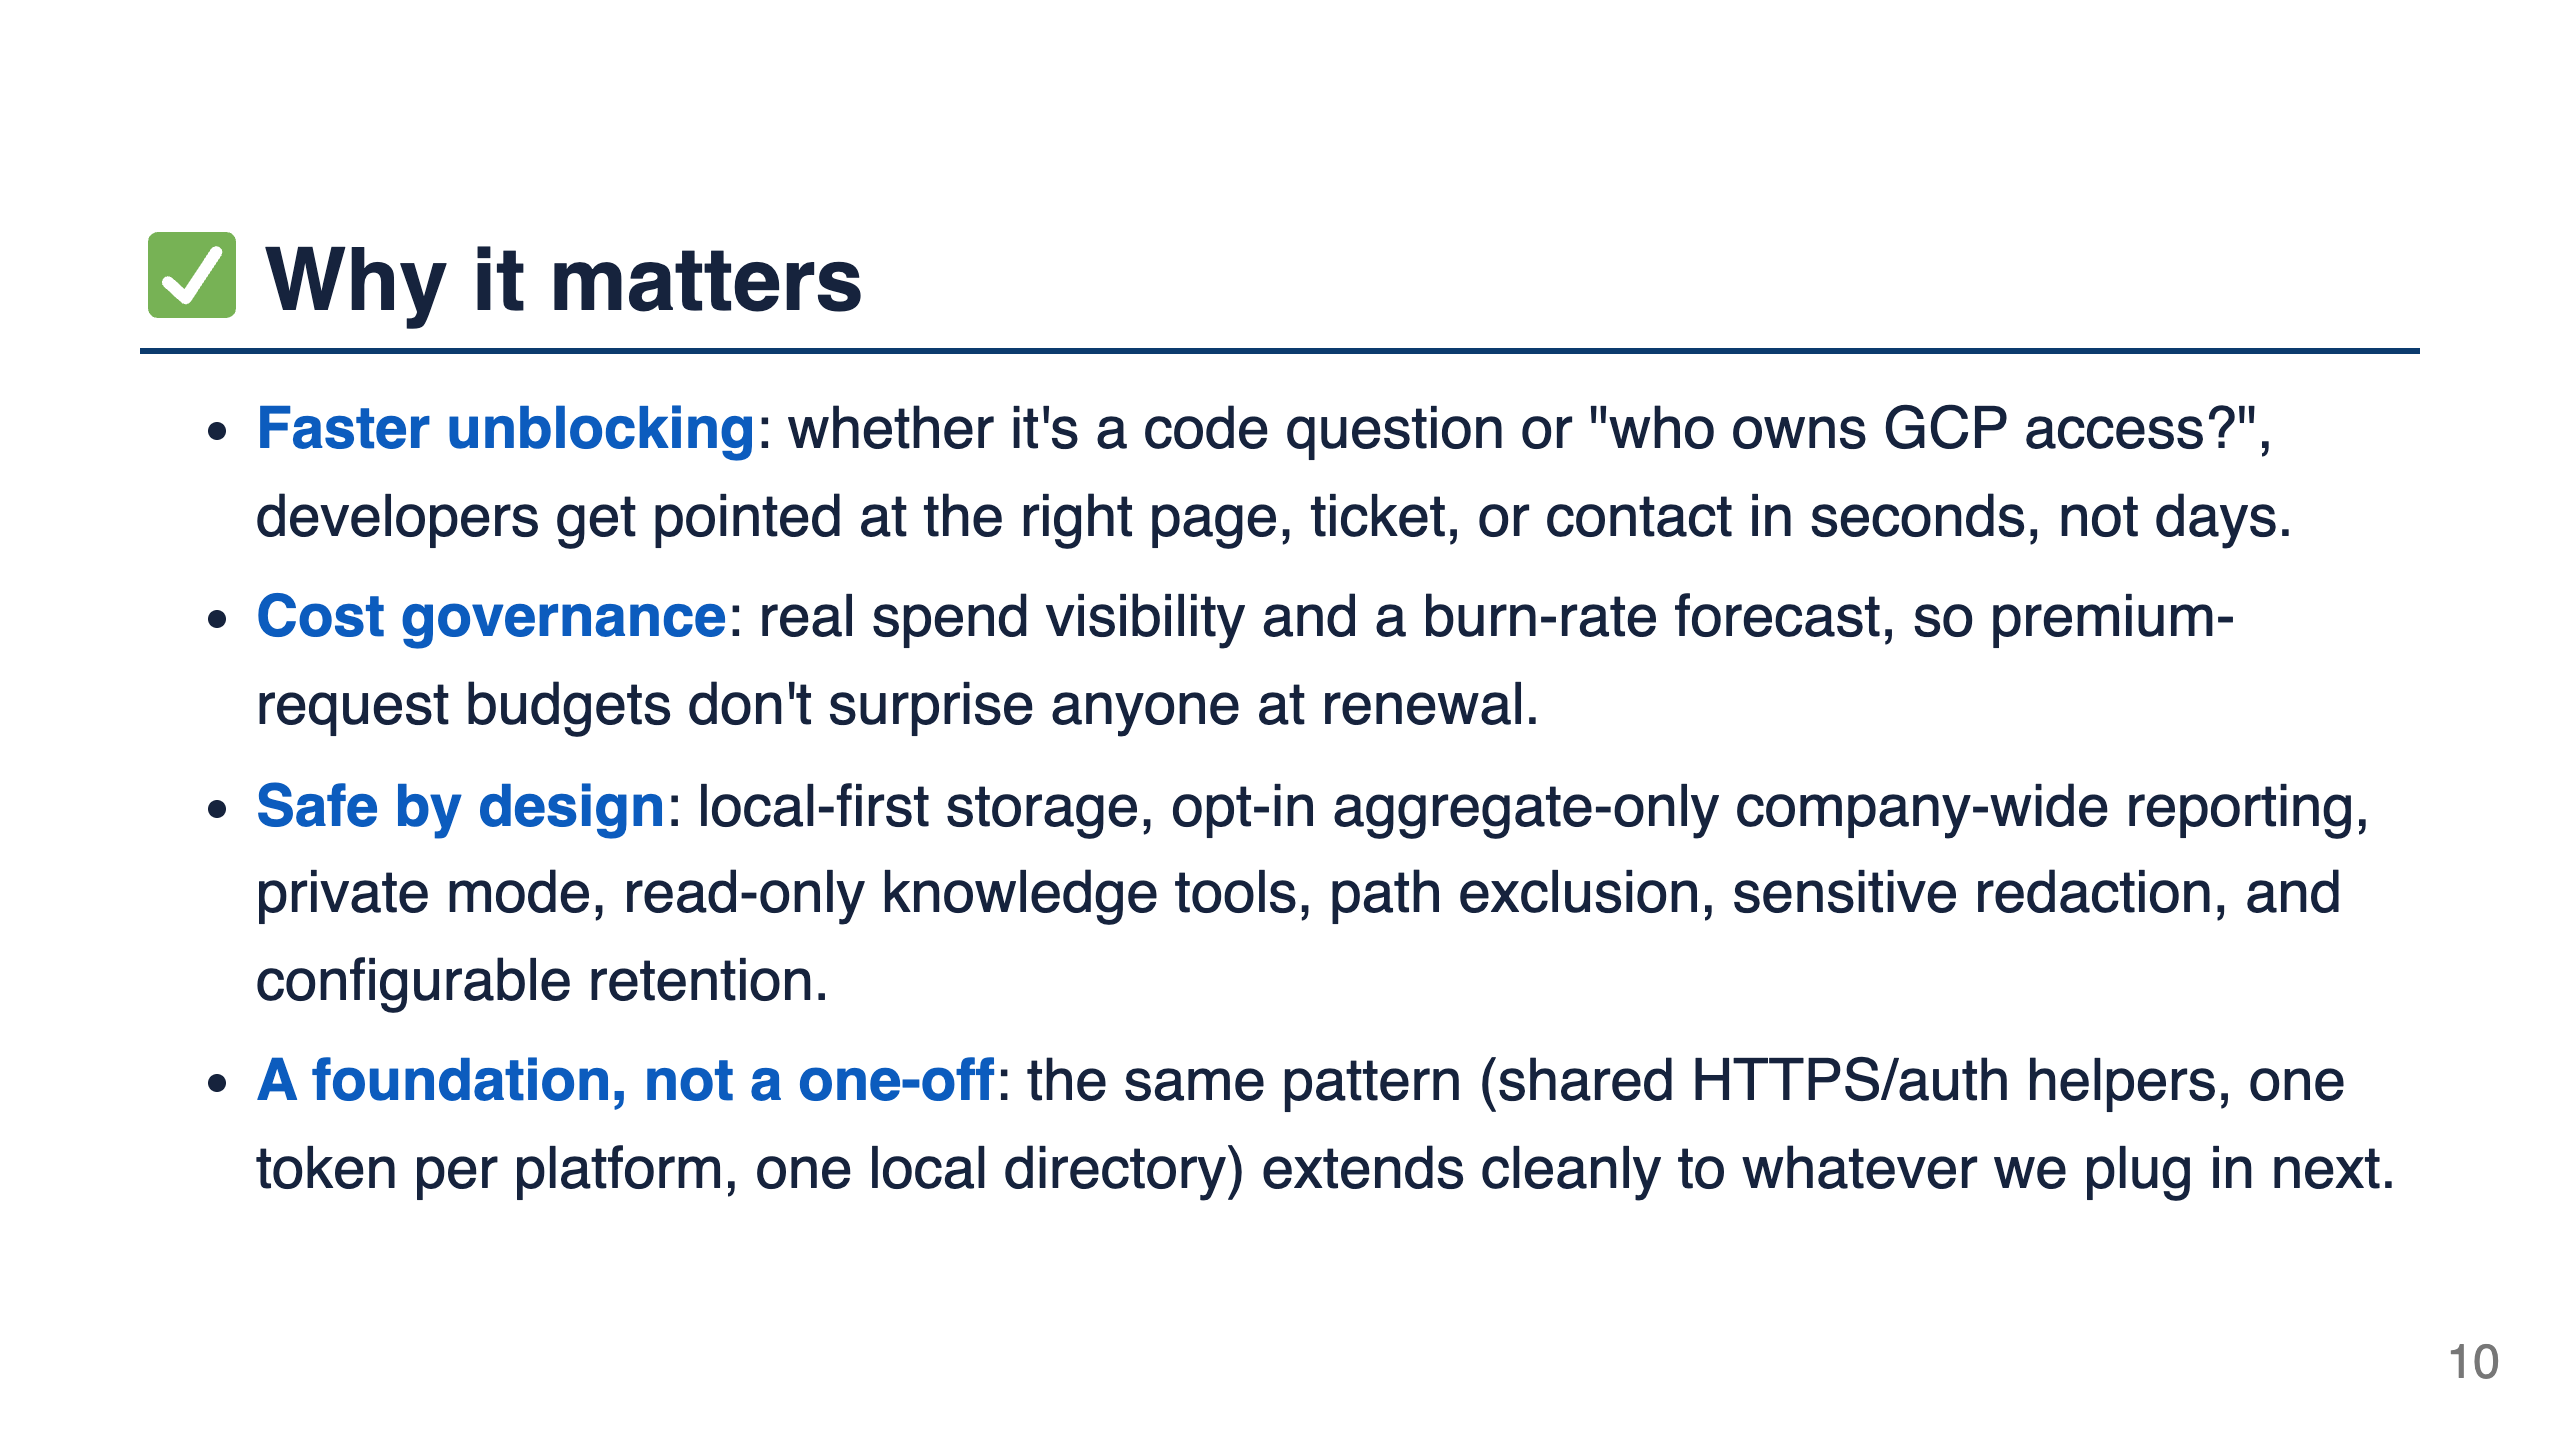 ✅ Why it matters
• Faster unblocking: whether it's a code question or "who owns GCP access?",
developers get pointed at the right page, ticket, or contact in seconds, not days.
• Cost governance: real spend visibility and a burn-rate forecast, so premium-
request budgets don't surprise anyone at renewal.
• Safe by design: local-first storage, opt-in aggregate-only company-wide reporting,
private mode, read-only knowledge tools, path exclusion, sensitive redaction, and
configurable retention.
• A foundation, not a one-off: the same pattern (shared HTTPS/auth helpers, one
token per platform, one local directory) extends cleanly to whatever we plug in next.
10